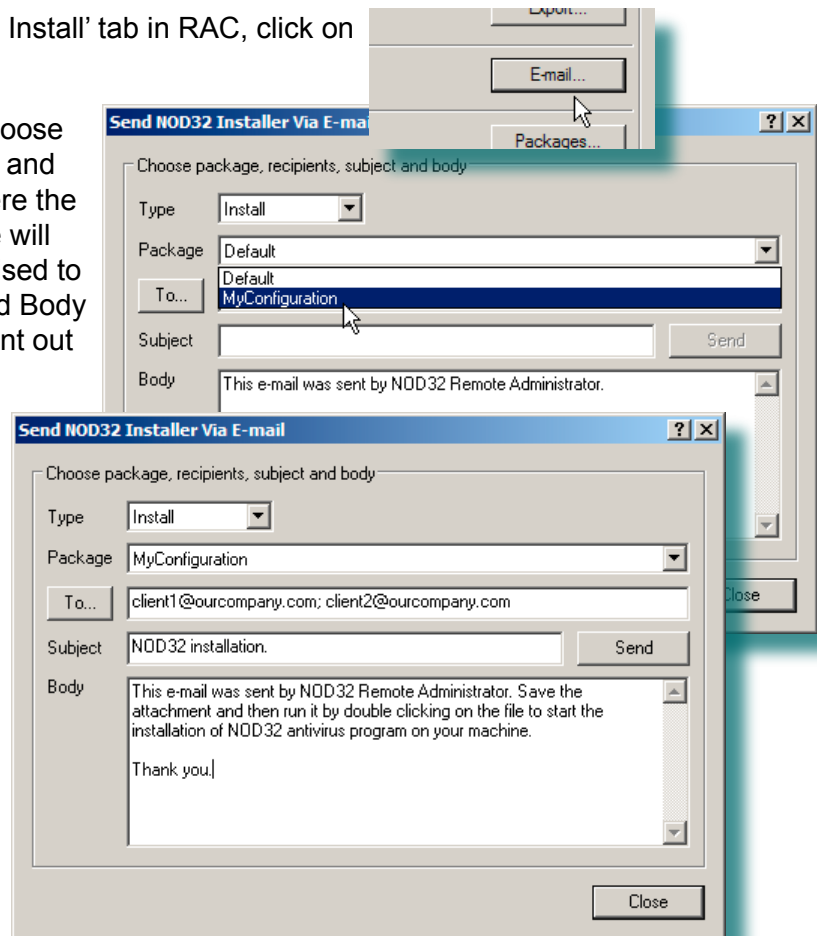 Install’ tab in RAC, click on
Export...
E-mail...
Packages...
oose
and
re the
will
sed to
d Body
nt out
Send NOD32 Installer Via E-mai
Choose package, recipients, subject and body
Type Install
Package Default
Default
MyConfiguration
To...
Subject Send
Body This e-mail was sent by NOD32 Remote Administrator.
Close
Send NOD32 Installer Via E-mail
Choose package, recipients, subject and body
Type Install
Package MyConfiguration
To... client1@ourcompany.com; client2@ourcompany.com
Subject NOD32 installation. Send
Body This e-mail was sent by NOD32 Remote Administrator. Save the
attachment and then run it by double clicking on the file to start the
installation of NOD32 antivirus program on your machine.
Thank you.
Close